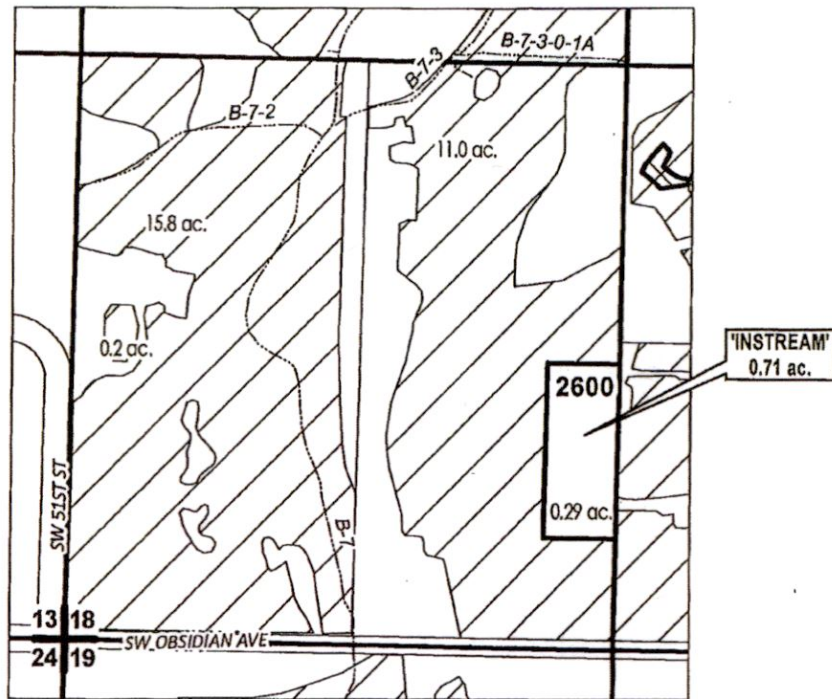 B-7-3-0-1A
B-7-3
B-7-2
11.0 ac.
15.8 ac.
0.2 ac.
'INSTREAM'
0.71 ac.
2600
0.29 ac.
SW 51ST ST
B-7
13 18
SW OBSIDIAN AVE
24 19